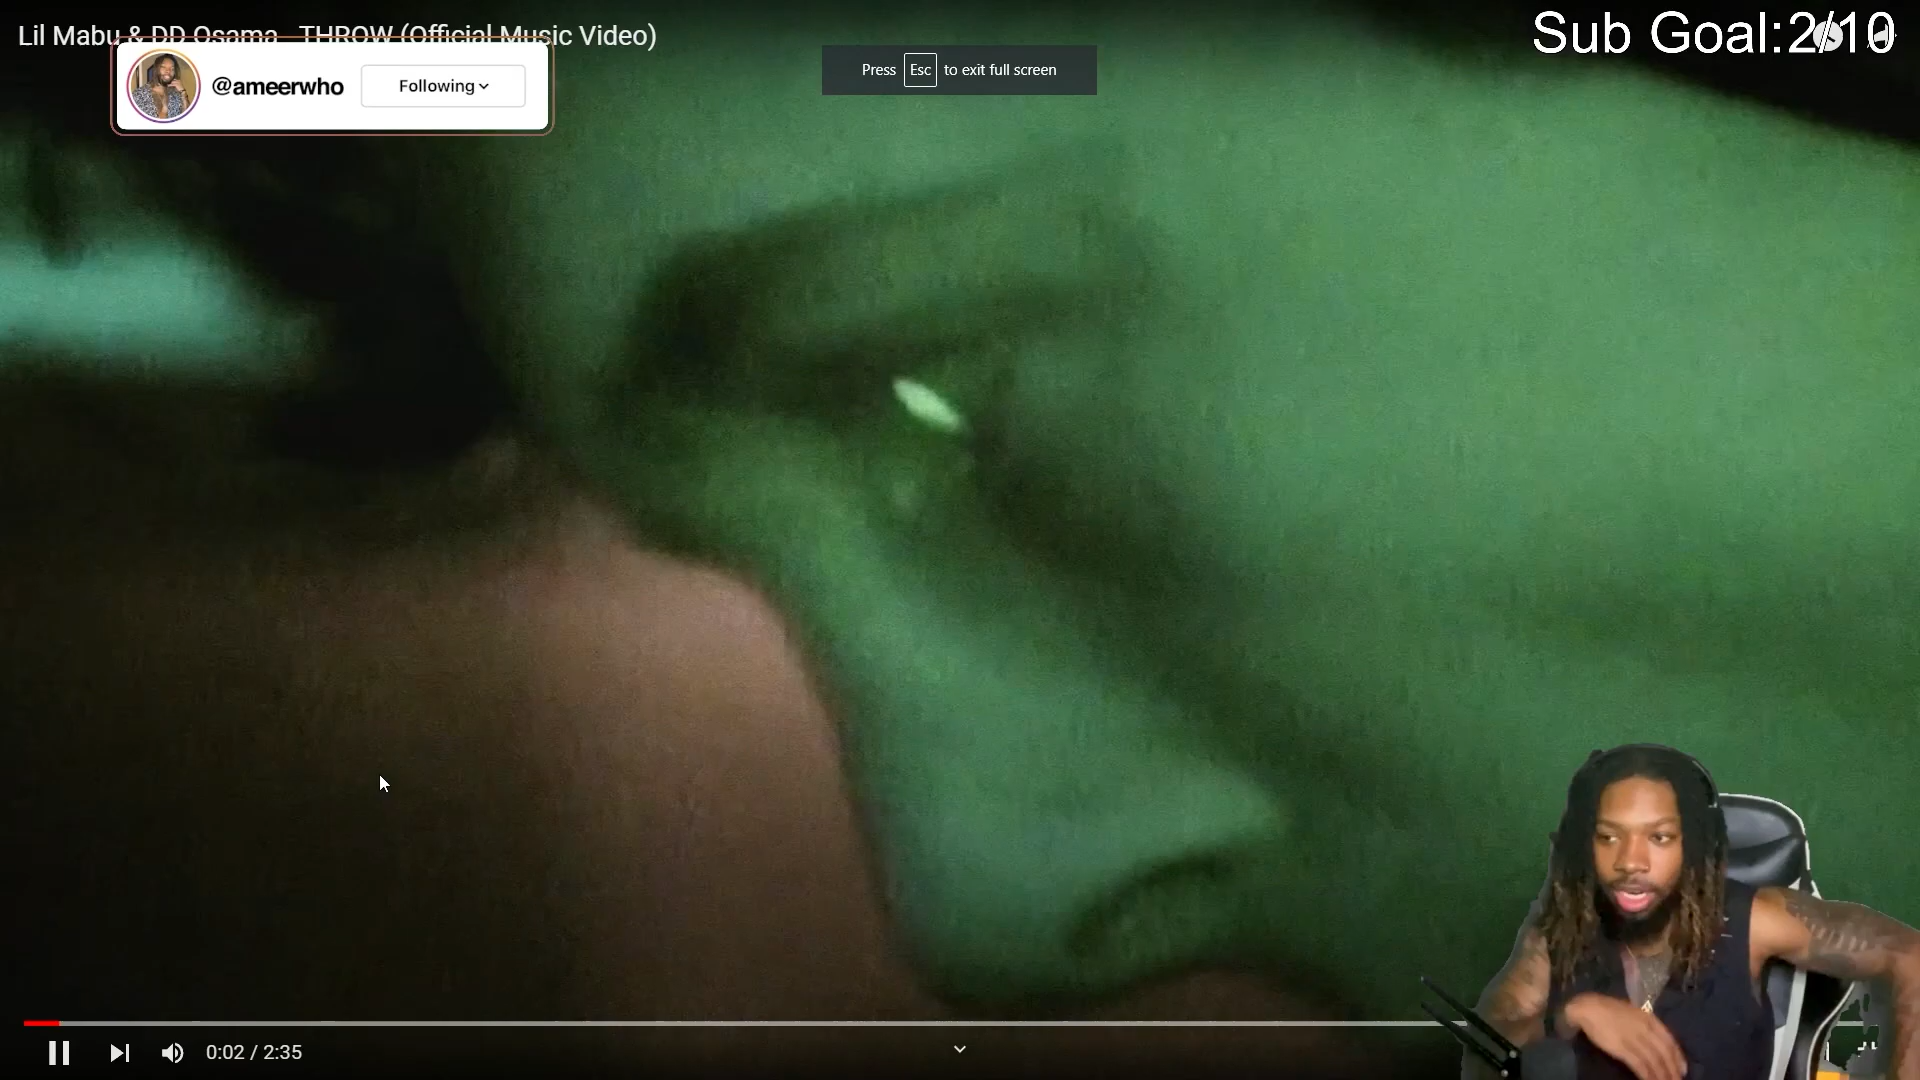 Lil Mabu & DD Osama - THROW (Official Music Video)
Sub Goal:2/10
@ameerwho
Following
Press Esc to exit full screen
0:02 / 2:35